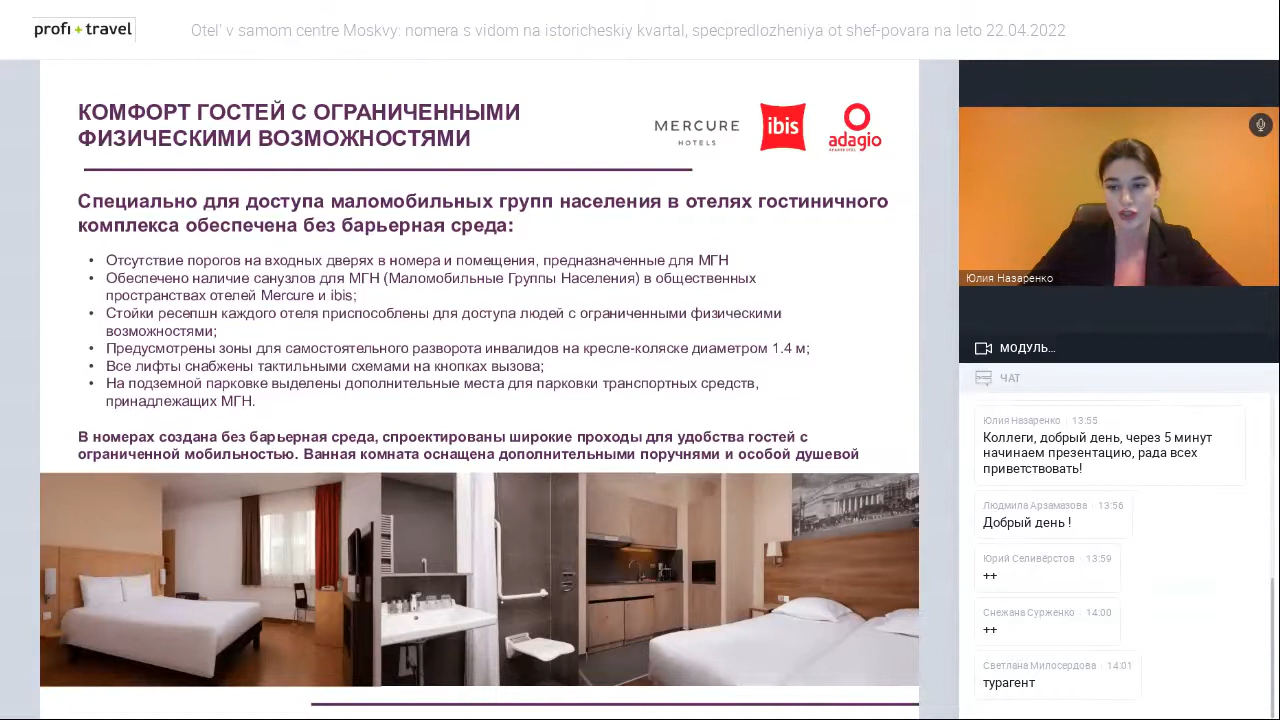 profi + travel
Otel' v samom centre Moskvy: nomera s vidom na istoricheskiy kvartal, specpredlozheniya ot shef-povara na leto 22.04.2022
КОМФОРТ ГОСТЕЙ С ОГРАНИЧЕННЫМИ
ФИЗИЧЕСКИМИ ВОЗМОЖНОСТЯМИ
MERCURE
HOTELS
ibis
adagio
Специально для доступа маломобильных групп населения в отелях гостиничного
комплекса обеспечена без барьерная среда:
• Отсутствие порогов на входных дверях в номера и помещения, предназначенные для МГН
• Обеспечено наличие санузлов для МГН (Маломобильные Группы Населения) в общественных
пространствах отелей Mercure и ibis;
• Стойки ресепшн каждого отеля приспособлены для доступа людей с ограниченными физическими
возможностями;
• Предусмотрены зоны для самостоятельного разворота инвалидов на кресле-коляске диаметром 1.4 м;
• Все лифты снабжены тактильными схемами на кнопках вызова;
• На подземной парковке выделены дополнительные места для парковки транспортных средств,
принадлежащих МГН.
В номерах создана без барьерная среда, спроектированы широкие проходы для удобства гостей с
ограниченной мобильностью. Ванная комната оснащена дополнительными поручнями и особой душевой
Юлия Назаренко
МОДУЛЬ...
ЧАТ
Юлия Назаренко · 13:55
Коллеги, добрый день, через 5 минут
начинаем презентацию, рада всех
приветствовать!
Людмила Арзамазова · 13:56
Добрый день !
Юрий Селивёрстов · 13:59
++
Снежана Сурженко · 14:00
++
Светлана Милосердова · 14:01
турагент